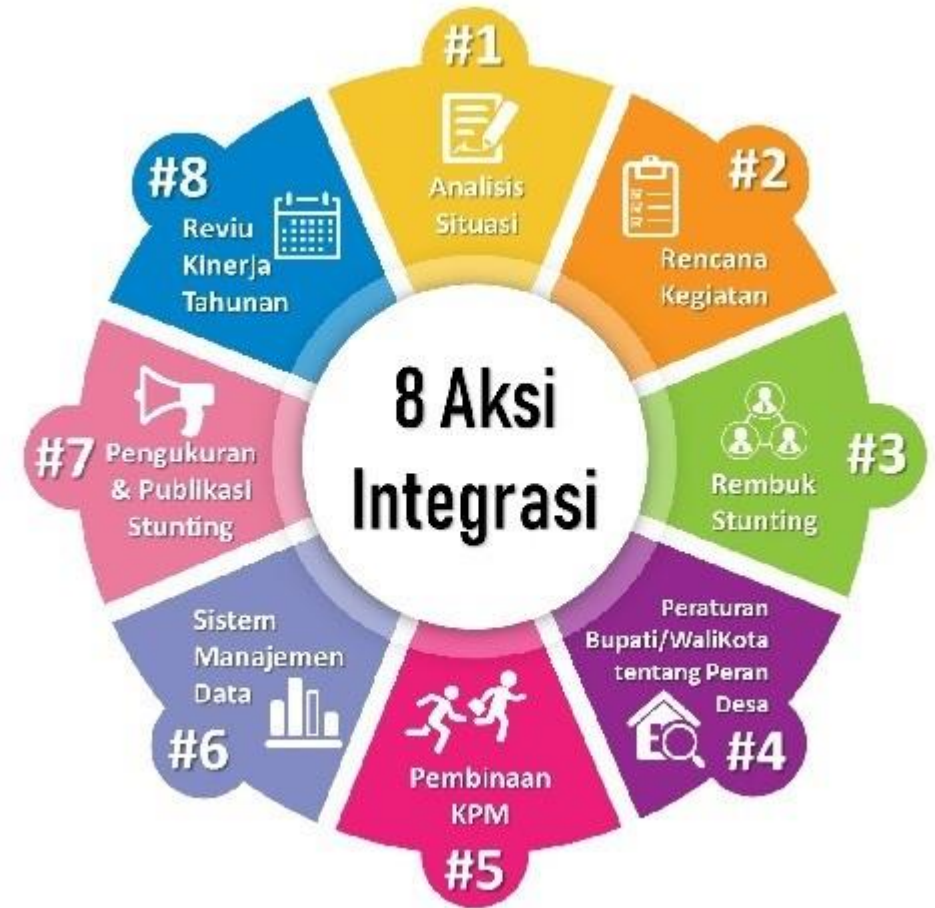 8 Aksi
Integrasi
#1
Analisis
Situasi
#2
Rencana
Kegiatan
#3
Rembuk
Stunting
Peraturan
Bupati/WaliKota
tentang Peran
Desa
#4
Pembinaan
KPM
#5
Sistem
Manajemen
Data
#6
#7
Pengukuran
& Publikasi
Stunting
#8
Reviu
Kinerja
Tahunan